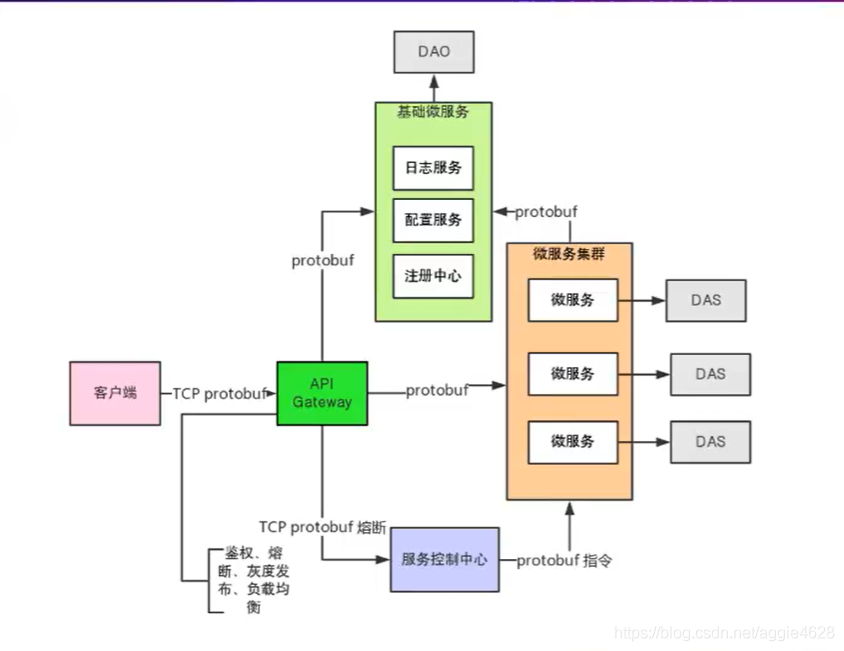 DAO
基础微服务
日志服务
配置服务
protobuf
注册中心
protobuf
微服务集群
微服务
DAS
微服务
DAS
微服务
DAS
客户端
TCP protobuf
API
Gateway
protobuf
TCP protobuf 熔断
服务控制中心
protobuf 指令
鉴权、熔
断、灰度发
布、负载均
衡
https://blog.csdn.net/aggie4628